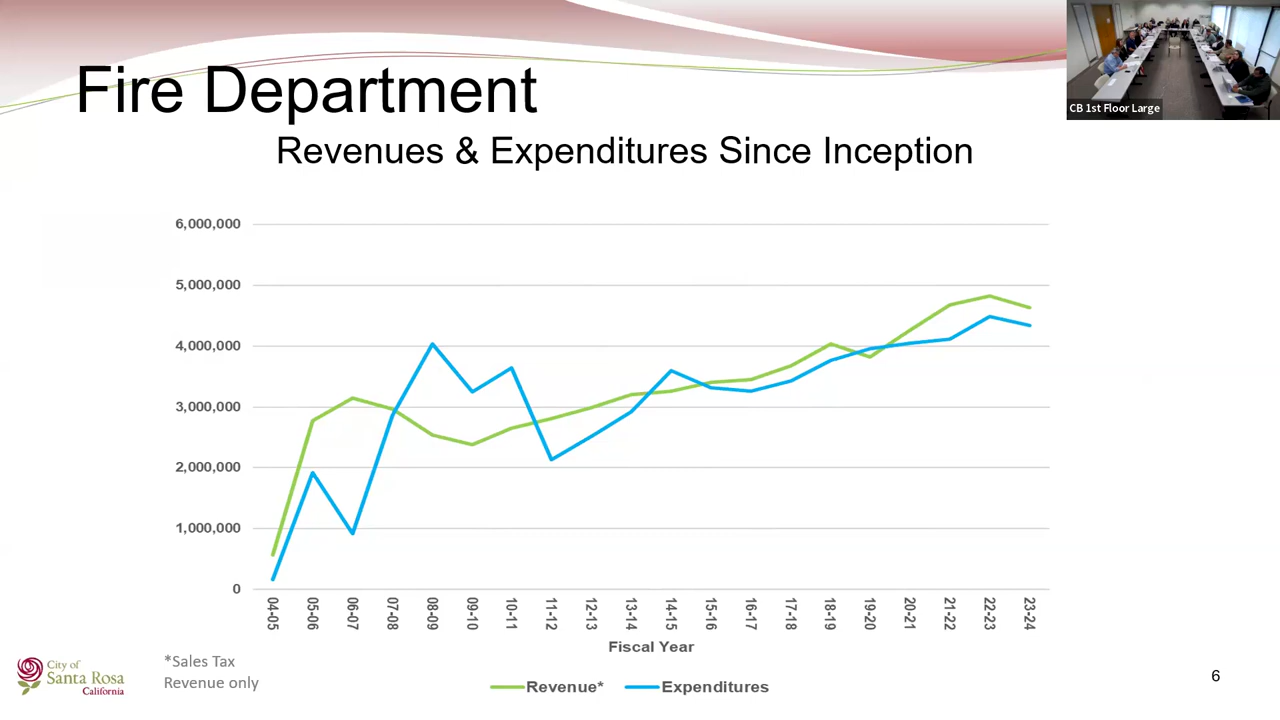 CB 1st Floor Large
Fire Department
Revenues & Expenditures Since Inception
6,000,000
5,000,000
4,000,000
3,000,000
2,000,000
1,000,000
0
04-05
05-06
06-07
07-08
08-09
09-10
10-11
11-12
12-13
13-14
14-15
15-16
16-17
17-18
18-19
19-20
20-21
21-22
22-23
23-24
Fiscal Year
Revenue*
Expenditures
*Sales Tax
Revenue only
City of
Santa Rosa
California
6